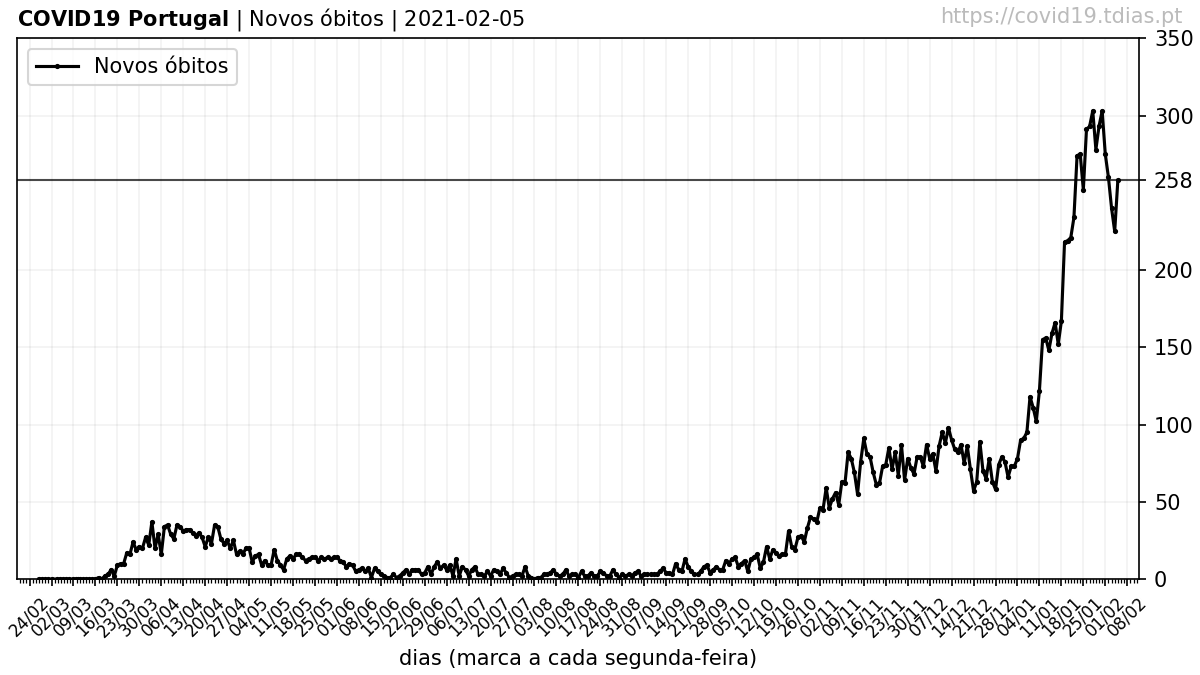 COVID19 Portugal | Novos óbitos | 2021-02-05
https://covid19.tdias.pt
Novos óbitos
350
300
258
200
150
100
50
0
24/02 02/03 09/03 16/03 23/03 30/03 06/04 13/04 20/04 27/04 04/05 11/05 18/05 25/05 01/06 08/06 15/06 22/06 29/06 06/07 13/07 20/07 27/07 03/08 10/08 17/08 24/08 31/08 07/09 14/09 21/09 28/09 05/10 12/10 19/10 26/10 02/11 09/11 16/11 23/11 30/11 07/12 14/12 21/12 28/12 04/01 11/01 18/01 25/01 01/02 08/02
dias (marca a cada segunda-feira)